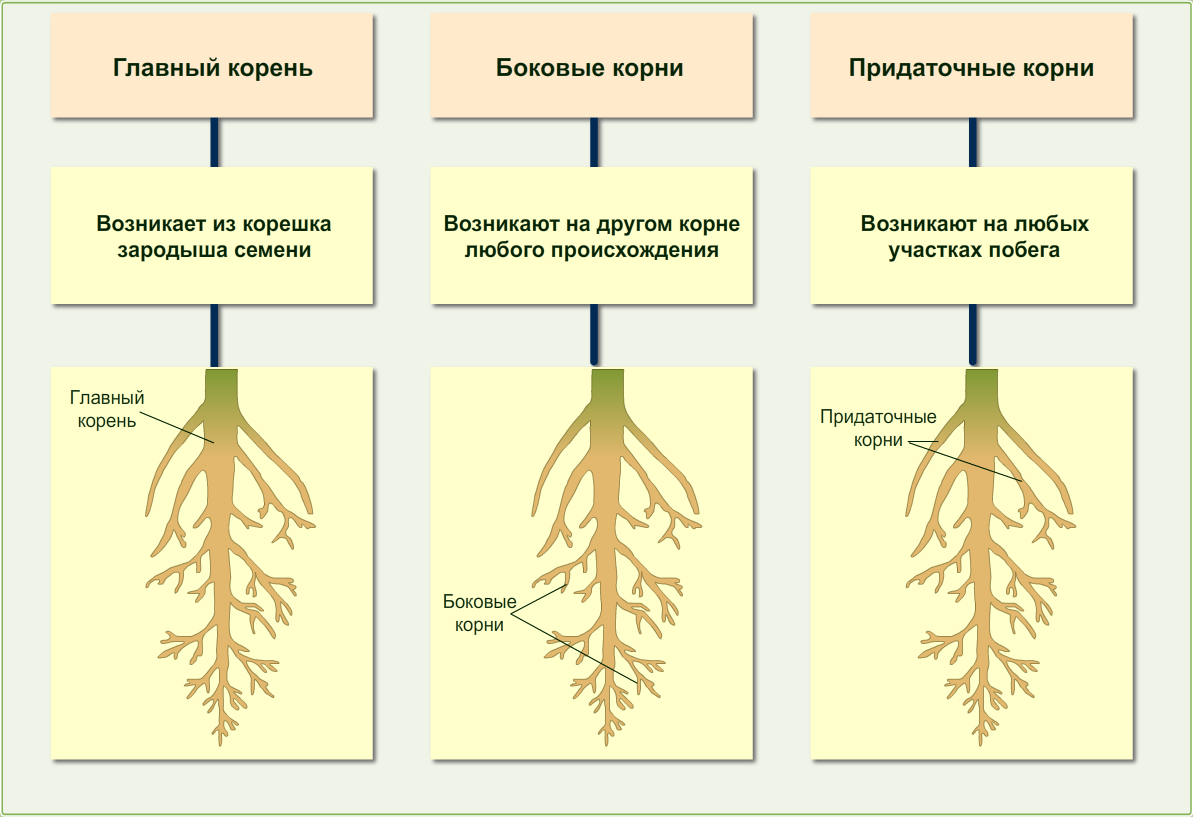 Главный корень
Боковые корни
Придаточные корни
Возникает из корешка
зародыша семени
Возникают на другом корне
любого происхождения
Возникают на любых
участках побега
Главный
корень
Боковые
корни
Придаточные
корни